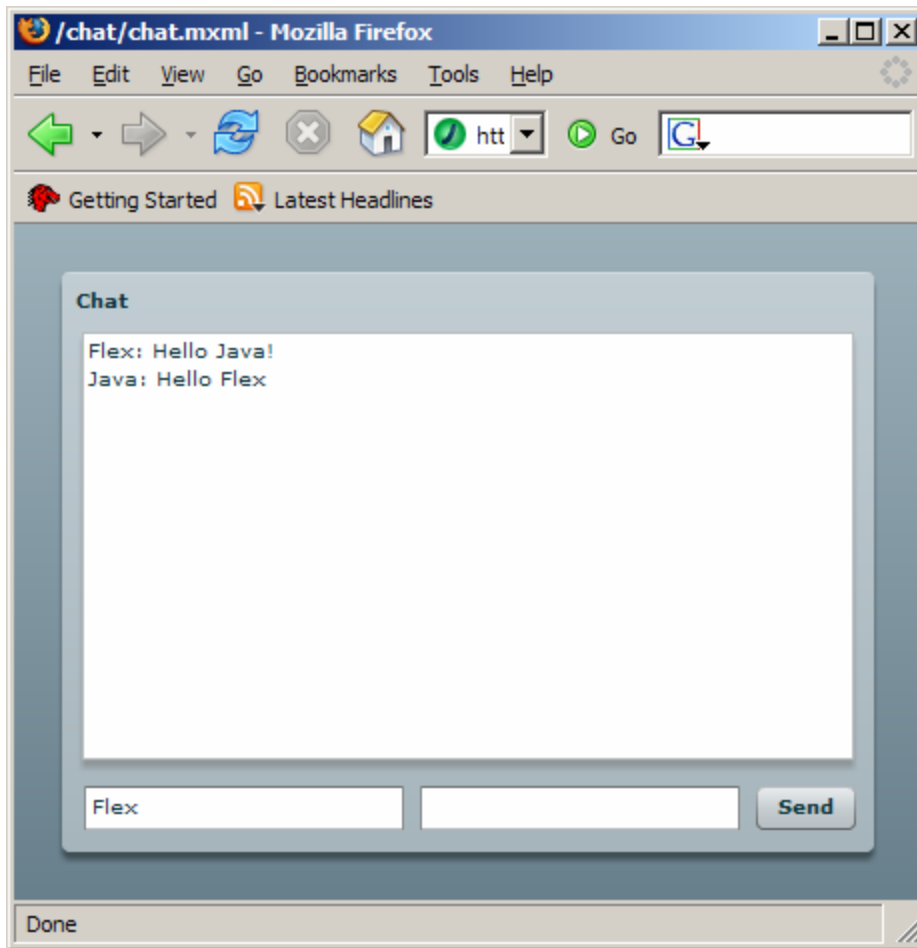 /chat/chat.mxml - Mozilla Firefox
File Edit View Go Bookmarks Tools Help
htt Go G
Getting Started Latest Headlines
Chat
Flex: Hello Java!
Java: Hello Flex
Flex Send
Done